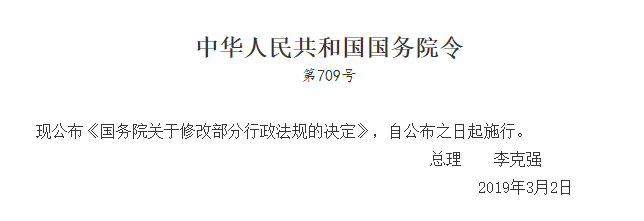 中华人民共和国国务院令
第709号
现公布《国务院关于修改部分行政法规的决定》，自公布之日起施行。
总理　　李克强
2019年3月2日